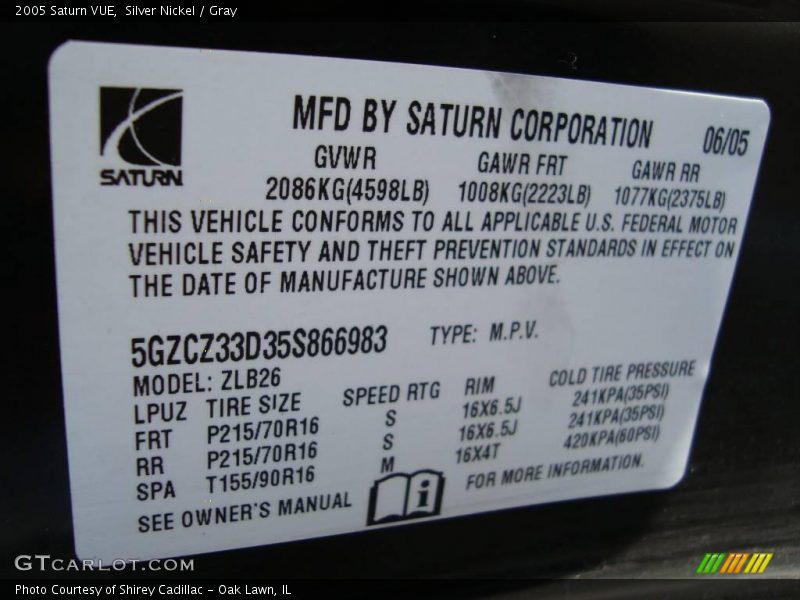 2005 Saturn VUE, Silver Nickel / Gray
SATURN
MFD BY SATURN CORPORATION 06/05
GVWR GAWR FRT GAWR RR
2086KG(4598LB) 1008KG(2223LB) 1077KG(2375LB)
THIS VEHICLE CONFORMS TO ALL APPLICABLE U.S. FEDERAL MOTOR
VEHICLE SAFETY AND THEFT PREVENTION STANDARDS IN EFFECT ON
THE DATE OF MANUFACTURE SHOWN ABOVE.
5GZCZ33D35S866983 TYPE: M.P.V.
MODEL: ZLB26
LPUZ TIRE SIZE SPEED RTG RIM COLD TIRE PRESSURE
FRT P215/70R16 S 16X6.5J 241KPA(35PSI)
RR P215/70R16 S 16X6.5J 241KPA(35PSI)
SPA T155/90R16 M 16X4T 420KPA(60PSI)
SEE OWNER'S MANUAL i FOR MORE INFORMATION.
GTCARLOT.COM
Photo Courtesy of Shirey Cadillac - Oak Lawn, IL